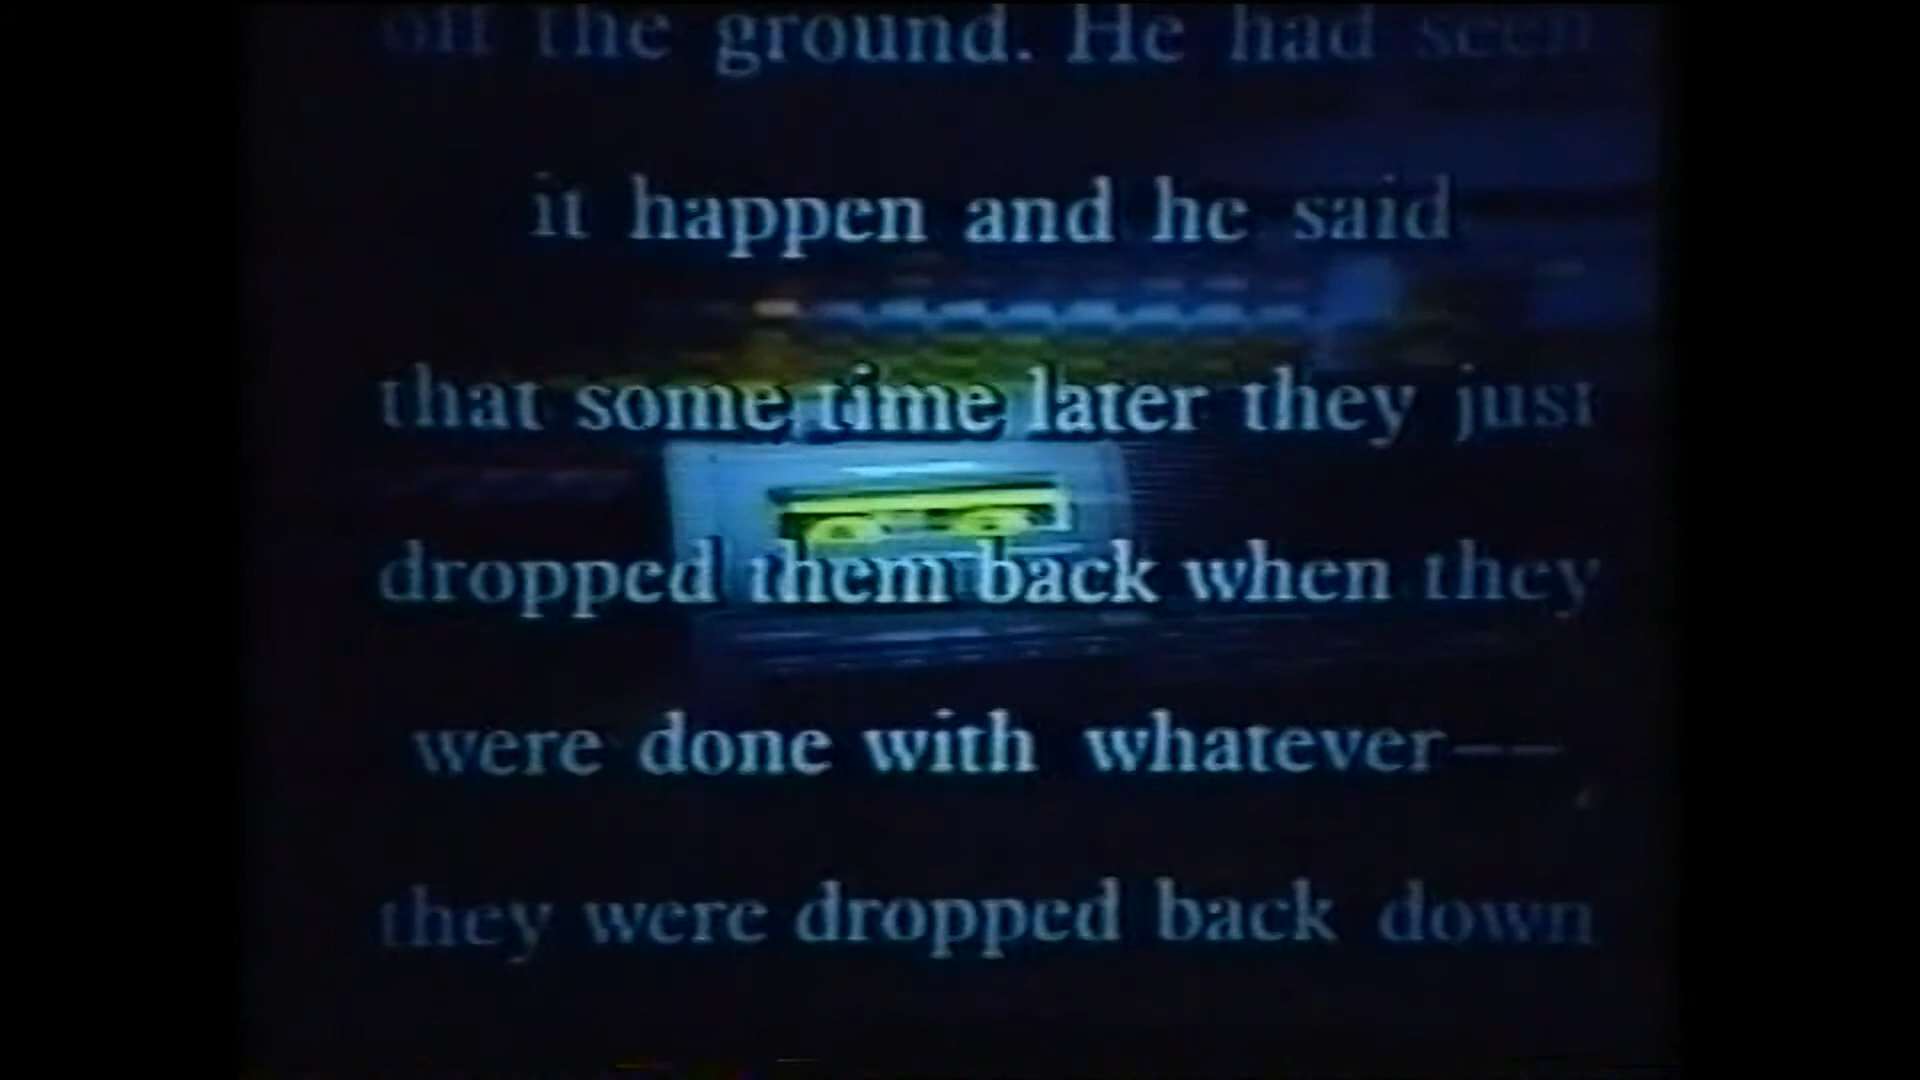 off the ground. He had seen
it happen and he said
that some time later they just
dropped them back when they
were done with whatever——
they were dropped back down